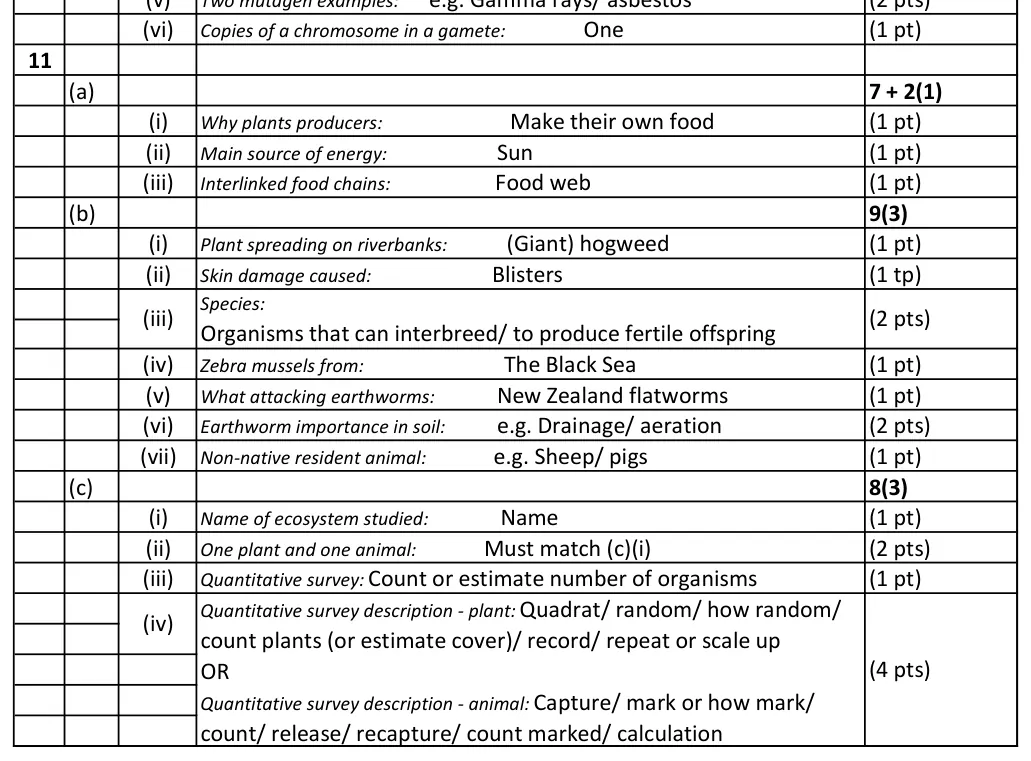 (v) Two mutagen examples: e.g. Gamma rays/ asbestos (2 pts)
(vi) Copies of a chromosome in a gamete: One (1 pt)
11
(a) 7 + 2(1)
(i) Why plants producers: Make their own food (1 pt)
(ii) Main source of energy: Sun (1 pt)
(iii) Interlinked food chains: Food web (1 pt)
(b) 9(3)
(i) Plant spreading on riverbanks: (Giant) hogweed (1 pt)
(ii) Skin damage caused: Blisters (1 tp)
Species:
(iii) (2 pts)
Organisms that can interbreed/ to produce fertile offspring
(iv) Zebra mussels from: The Black Sea (1 pt)
(v) What attacking earthworms: New Zealand flatworms (1 pt)
(vi) Earthworm importance in soil: e.g. Drainage/ aeration (2 pts)
(vii) Non-native resident animal: e.g. Sheep/ pigs (1 pt)
(c) 8(3)
(i) Name of ecosystem studied: Name (1 pt)
(ii) One plant and one animal: Must match (c)(i) (2 pts)
(iii) Quantitative survey: Count or estimate number of organisms (1 pt)
(iv) Quantitative survey description - plant: Quadrat/ random/ how random/
count plants (or estimate cover)/ record/ repeat or scale up
OR (4 pts)
Quantitative survey description - animal: Capture/ mark or how mark/
count/ release/ recapture/ count marked/ calculation